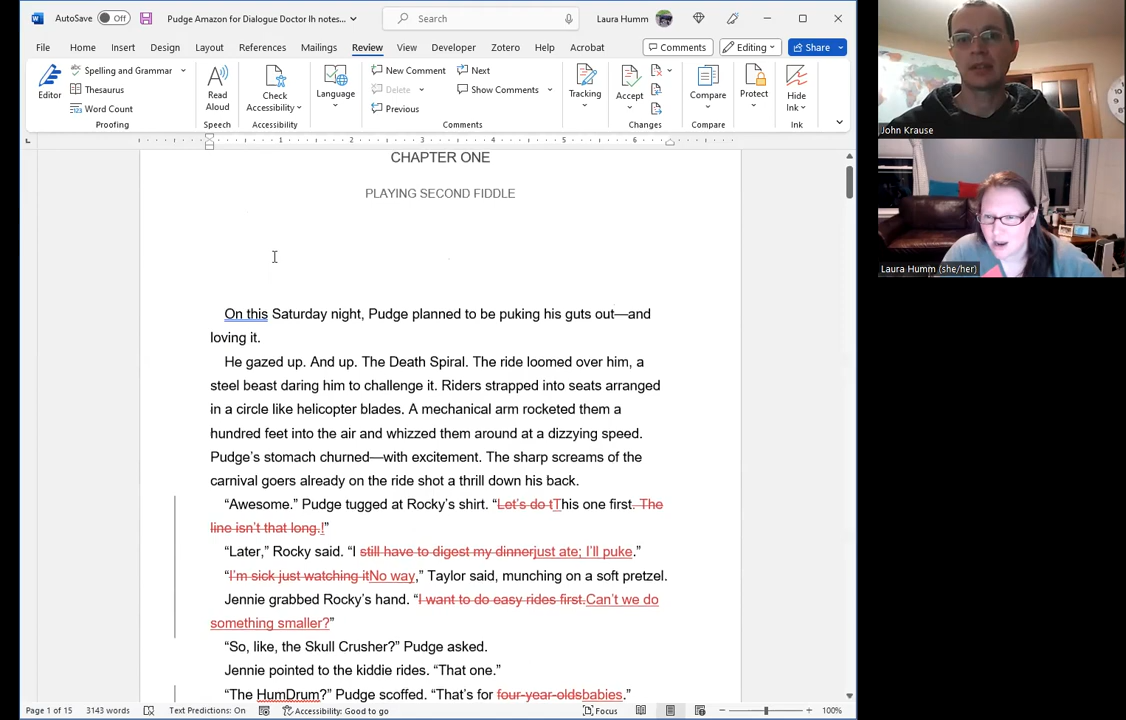 AutoSave Off Pudge Amazon for Dialogue Doctor lh notes... Search Laura Humm
File Home Insert Design Layout References Mailings Review View Developer Zotero Help Acrobat Comments Editing Share
Editor Spelling and Grammar Thesaurus Word Count Read Aloud Check Accessibility Language New Comment Delete Previous Next Show Comments Tracking Accept Compare Protect Hide Ink
Proofing Speech Accessibility Comments Changes Compare Ink
1 2 3 4 5 6
CHAPTER ONE
PLAYING SECOND FIDDLE
On this Saturday night, Pudge planned to be puking his guts out—and
loving it.
He gazed up. And up. The Death Spiral. The ride loomed over him, a
steel beast daring him to challenge it. Riders strapped into seats arranged
in a circle like helicopter blades. A mechanical arm rocketed them a
hundred feet into the air and whizzed them around at a dizzying speed.
Pudge's stomach churned—with excitement. The sharp screams of the
carnival goers already on the ride shot a thrill down his back.
“Awesome.” Pudge tugged at Rocky's shirt. “Let's do tThis one first. The
line isn't that long.!”
“Later,” Rocky said. “I still have to digest my dinnerjust ate; I'll puke.”
“I'm sick just watching itNo way,” Taylor said, munching on a soft pretzel.
Jennie grabbed Rocky's hand. “I want to do easy rides first.Can't we do
something smaller?”
“So, like, the Skull Crusher?” Pudge asked.
Jennie pointed to the kiddie rides. “That one.”
“The HumDrum?” Pudge scoffed. “That's for four-year-oldsbabies.”
Page 1 of 15 3143 words Text Predictions: On Accessibility: Good to go Focus 100%
John Krause
Laura Humm (she/her)